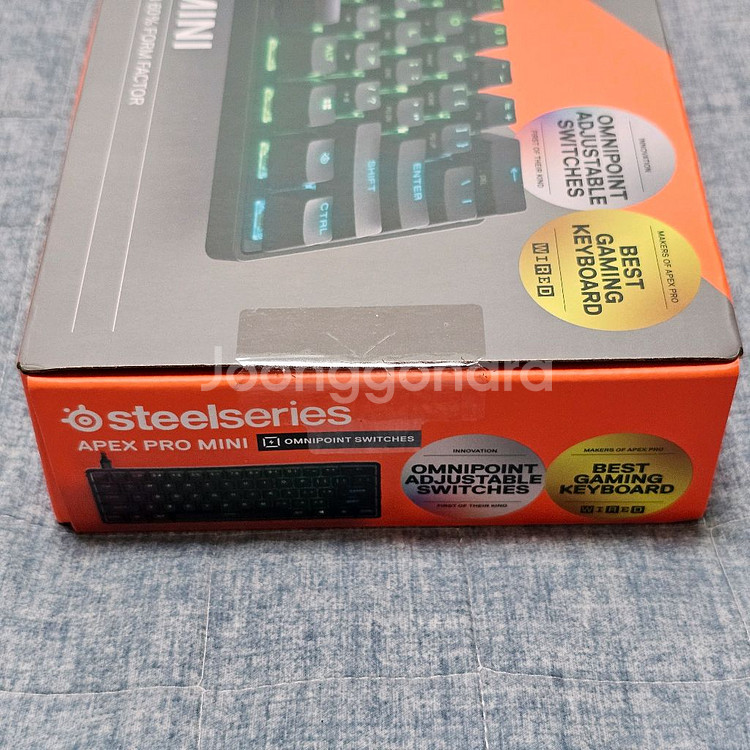 MINI
60% FORM FACTOR
SHIFT
ENTER
CTRL
INNOVATION
OMNIPOINT
ADJUSTABLE
SWITCHES
FIRST OF THEIR KIND
MAKERS OF APEX PRO
BEST
GAMING
KEYBOARD
WIRED
Joonggonara
steelseries
APEX PRO MINI
OMNIPOINT SWITCHES
INNOVATION
OMNIPOINT
ADJUSTABLE
SWITCHES
FIRST OF THEIR KIND
MAKERS OF APEX PRO
BEST
GAMING
KEYBOARD
WIRED